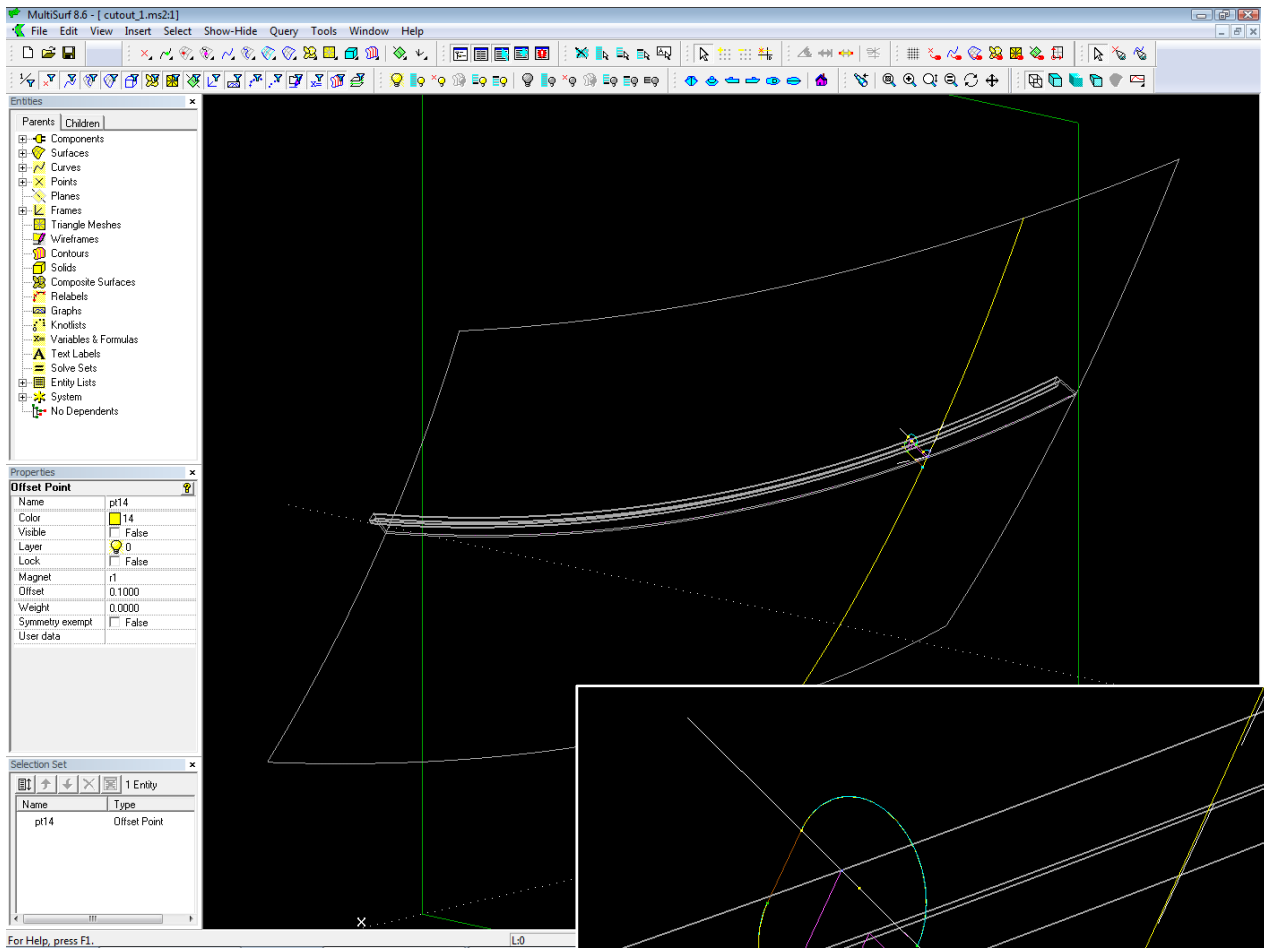 MultiSurf 8.6 - [ cutout_1.ms2:1]
File Edit View Insert Select Show-Hide Query Tools Window Help
Entities
Parents Children
Components
Surfaces
Curves
Points
Planes
Frames
Triangle Meshes
Wireframes
Contours
Solids
Composite Surfaces
Relabels
Graphs
Knotlists
Variables & Formulas
Text Labels
Solve Sets
Entity Lists
System
No Dependents
Properties
Offset Point
Name pt14
Color 14
Visible False
Layer 0
Lock False
Magnet r1
Offset 0.1000
Weight 0.0000
Symmetry exempt False
User data
Selection Set
1 Entity
Name Type
pt14 Offset Point
X
For Help, press F1. L:0